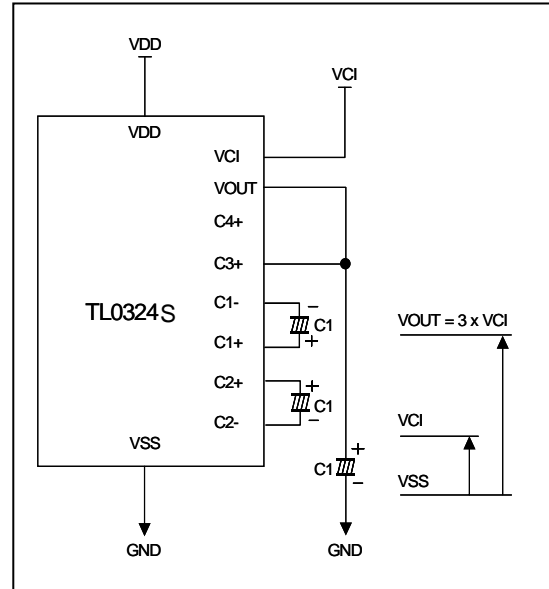 VDD
VCI
VDD
VCI
VOUT
C4+
C3+
TL0324S
C1-
C1+
C2+
C2-
VSS
GND
- C1 +
+ C1 -
+ C1 -
GND
VOUT = 3 x VCI
VCI
VSS